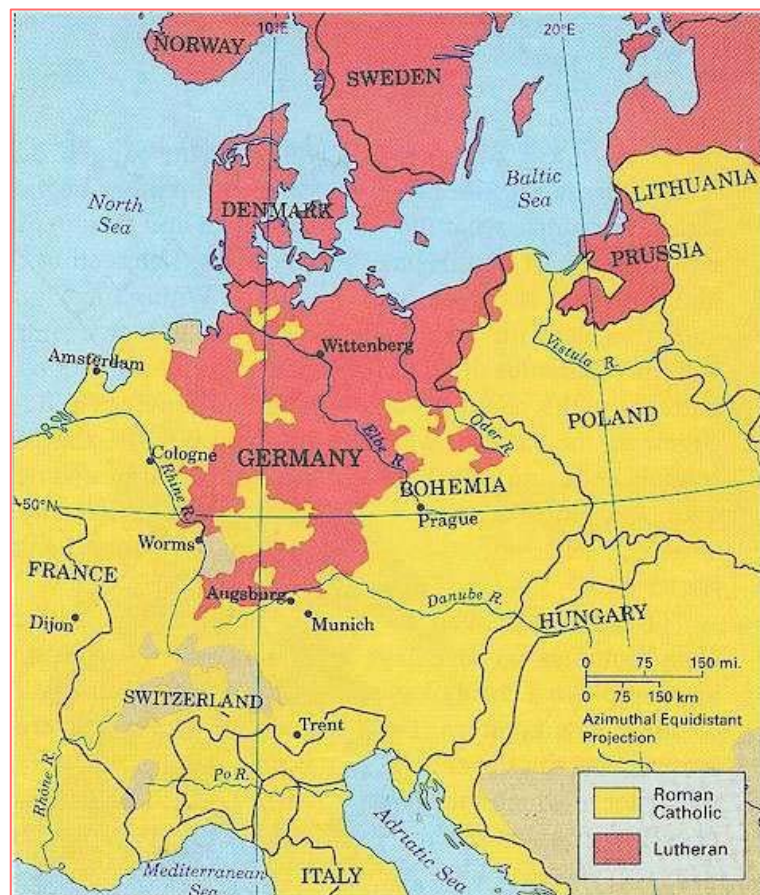 10°E
20°E
NORWAY
SWEDEN
North
Sea
DENMARK
Baltic
Sea
LITHUANIA
PRUSSIA
Amsterdam
Wittenberg
Vistula R.
POLAND
Cologne
GERMANY
Elbe R.
Oder R.
Rhine R.
BOHEMIA
50°N
Prague
Worms
FRANCE
Augsburg
Danube R.
HUNGARY
Dijon
Munich
0 75 150 mi.
0 75 150 km
Azimuthal Equidistant
Projection
SWITZERLAND
Trent
Rhône R.
Po R.
Adriatic Sea
Mediterranean
Sea
ITALY
Roman
Catholic
Lutheran